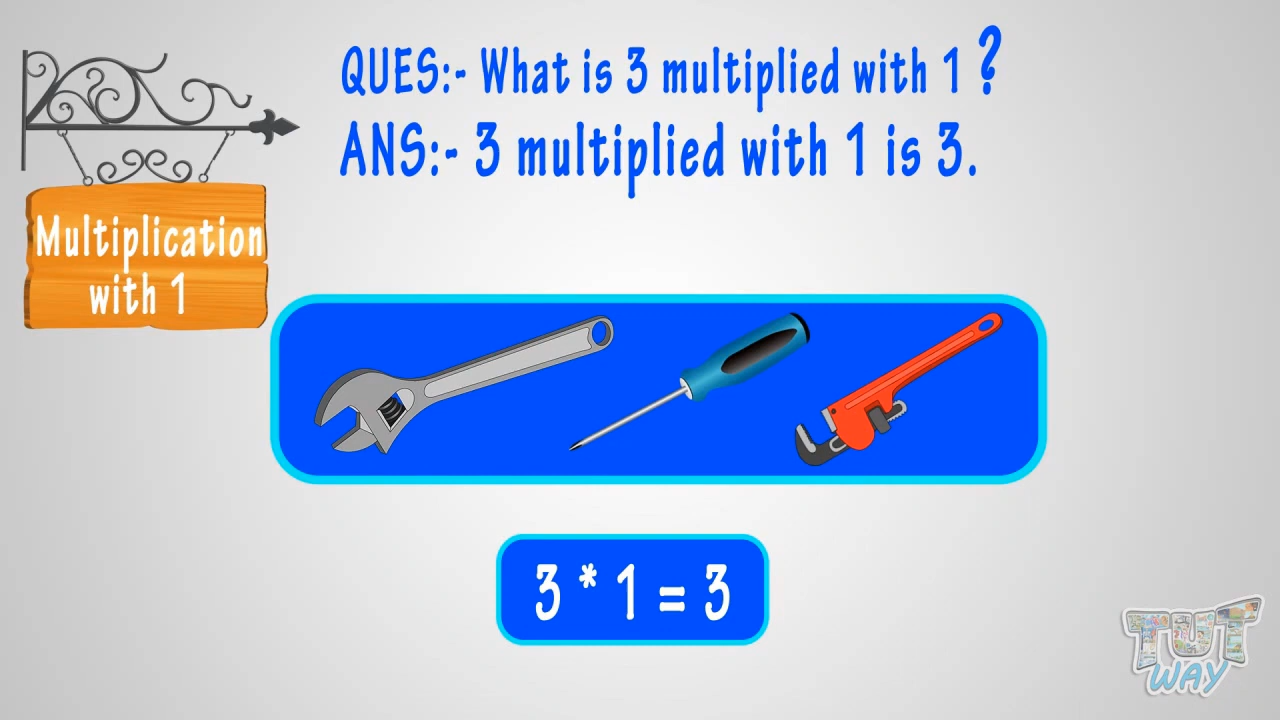 QUES:- What is 3 multiplied with 1 ?
ANS:- 3 multiplied with 1 is 3.
Multiplication
with 1
3 * 1 = 3
TUT
WAY